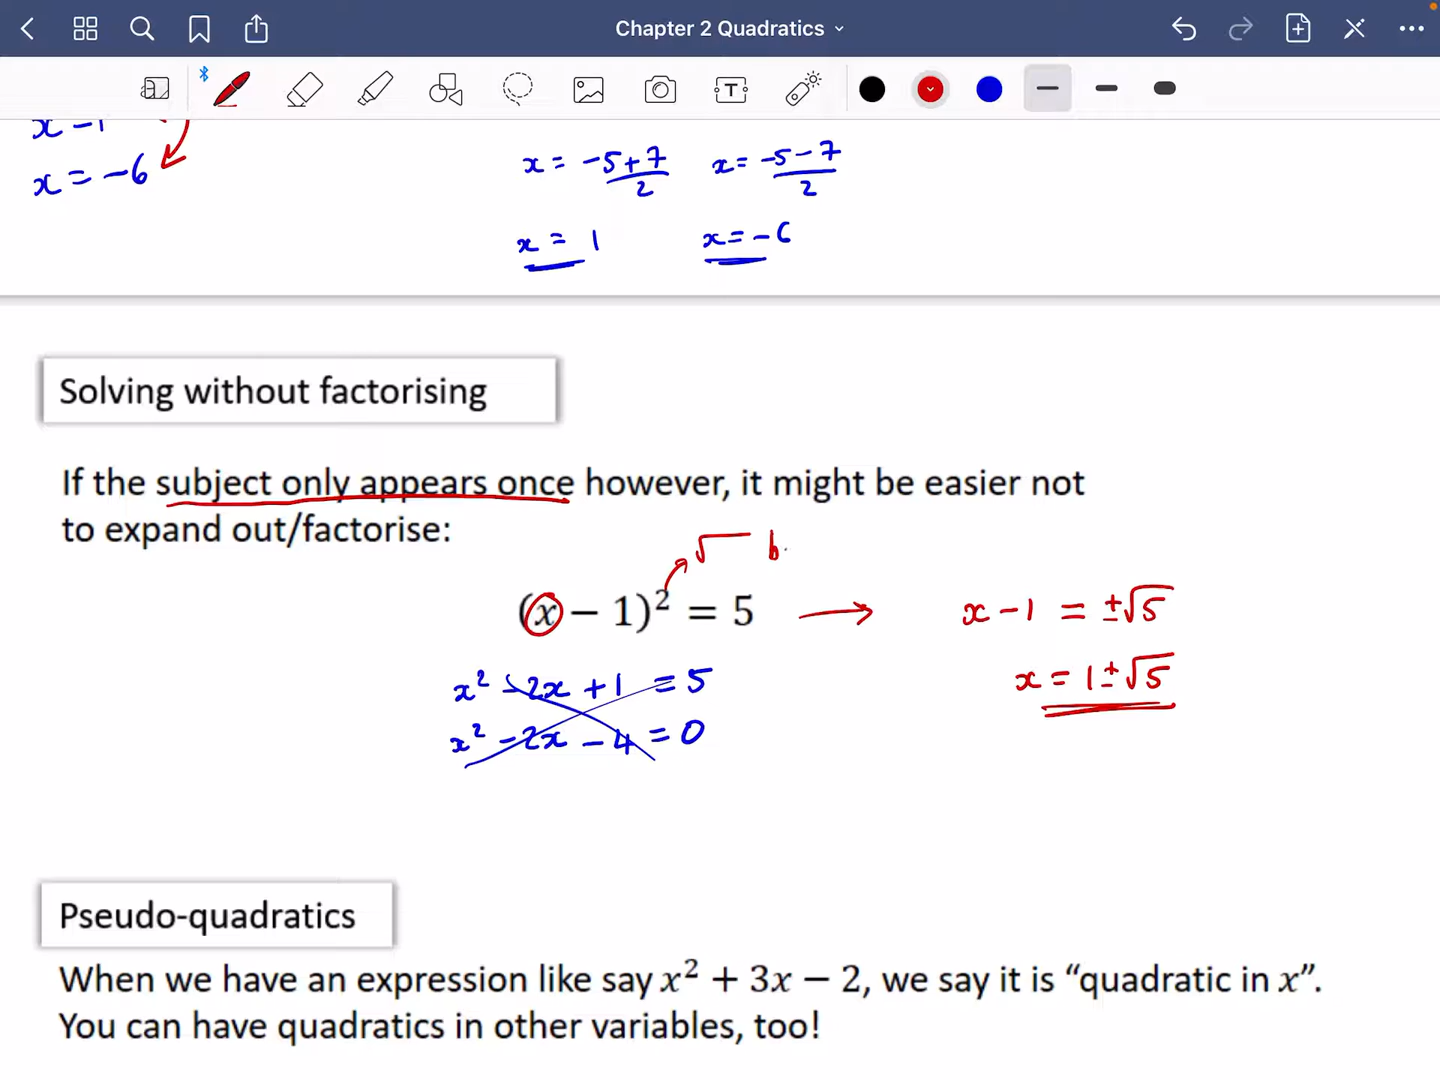 Chapter 2 Quadratics
T
x = -6
x = -5+7/2 x = -5-7/2
x = 1 x = -6
Solving without factorising
If the subject only appears once however, it might be easier not
to expand out/factorise:
√ b
(x − 1)² = 5 → x - 1 = ±√5
x² - 2x + 1 = 5
x = 1 ± √5
x² - 2x - 4 = 0
Pseudo-quadratics
When we have an expression like say x² + 3x − 2, we say it is “quadratic in x”.
You can have quadratics in other variables, too!